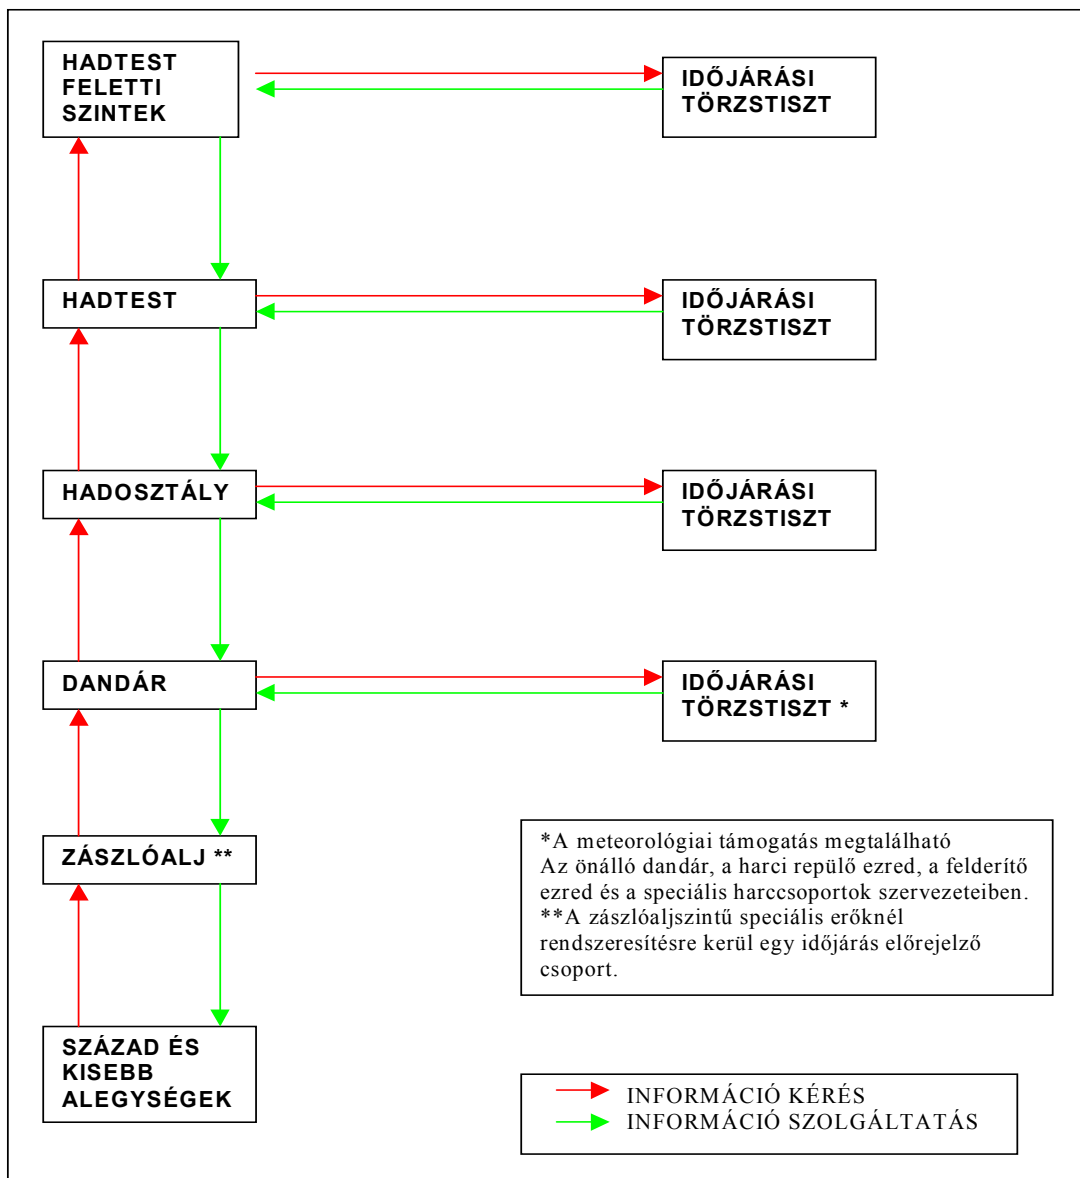 HADTEST
FELETTI
SZINTEK
IDŐJÁRÁSI
TÖRZSTISZT
HADTEST
IDŐJÁRÁSI
TÖRZSTISZT
HADOSZTÁLY
IDŐJÁRÁSI
TÖRZSTISZT
DANDÁR
IDŐJÁRÁSI
TÖRZSTISZT *
ZÁSZLÓALJ **
*A meteorológiai támogatás megtalálható
Az önálló dandár, a harci repülő ezred, a felderítő
ezred és a speciális harccsoportok szervezeteiben.
**A zászlóaljszintű speciális erőknél
rendszeresítésre kerül egy időjárás előrejelző
csoport.
SZÁZAD ÉS
KISEBB
ALEGYSÉGEK
INFORMÁCIÓ KÉRÉS
INFORMÁCIÓ SZOLGÁLTATÁS